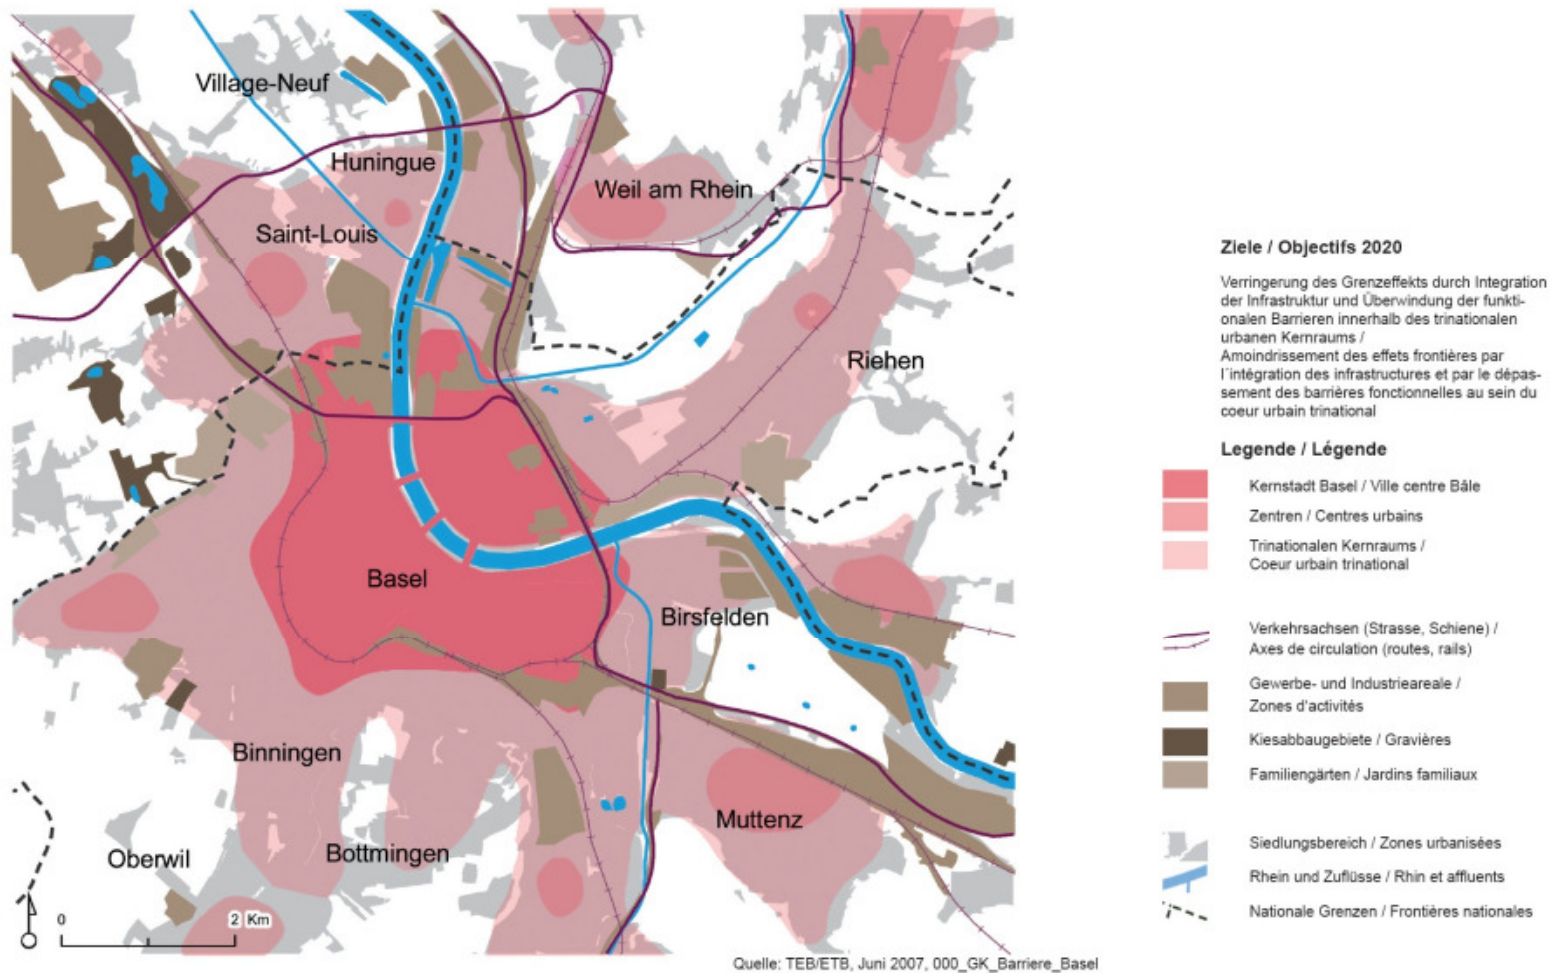 Village-Neuf
Huningue
Weil am Rhein
Saint-Louis
Riehen
Basel
Birsfelden
Binningen
Muttenz
Oberwil
Bottmingen
0
2 Km
Ziele / Objectifs 2020
Verringerung des Grenzeffekts durch Integration
der Infrastruktur und Überwindung der funkti-
onalen Barrieren innerhalb des trinationalen
urbanen Kernraums /
Amoindrissement des effets frontières par
l´intégration des infrastructures et par le dépas-
sement des barrières fonctionnelles au sein du
coeur urbain trinational
Legende / Légende
Kernstadt Basel / Ville centre Bâle
Zentren / Centres urbains
Trinationalen Kernraums /
Coeur urbain trinational
Verkehrsachsen (Strasse, Schiene) /
Axes de circulation (routes, rails)
Gewerbe- und Industrieareale /
Zones d'activités
Kiesabbaugebiete / Gravières
Familiengärten / Jardins familiaux
Siedlungsbereich / Zones urbanisées
Rhein und Zuflüsse / Rhin et affluents
Nationale Grenzen / Frontières nationales
Quelle: TEB/ETB, Juni 2007, 000_GK_Barriere_Basel